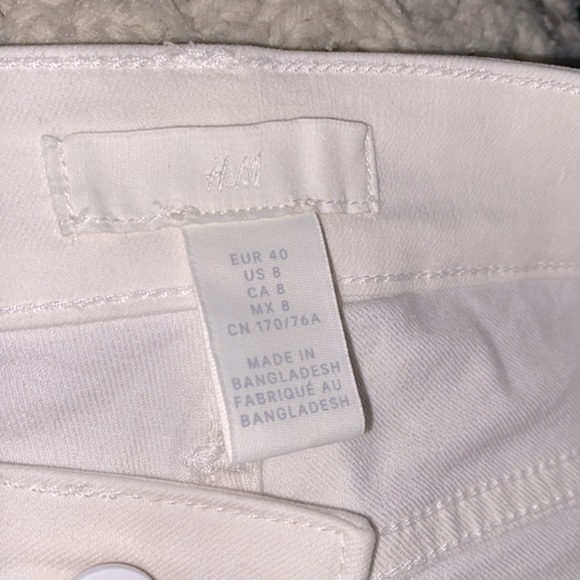 H&M
EUR 40
US 8
CA 8
MX 8
CN 170/76A
MADE IN
BANGLADESH
FABRIQUÉ AU
BANGLADESH